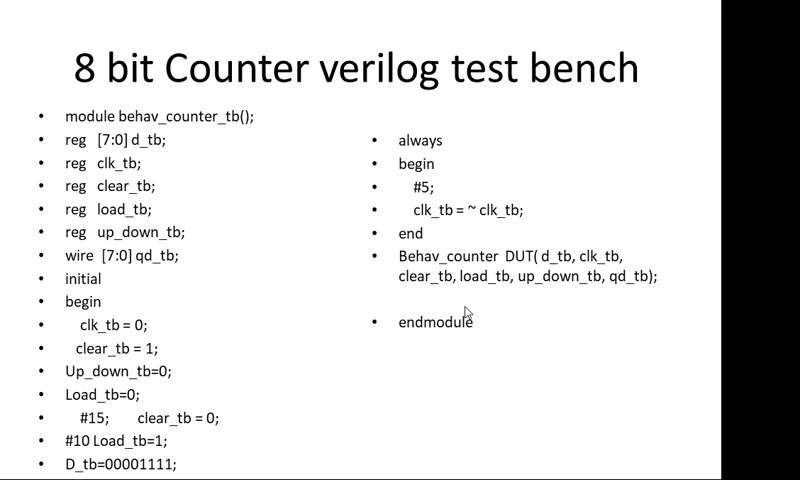 8 bit Counter verilog test bench
• module behav_counter_tb();
• reg [7:0] d_tb;
• reg clk_tb;
• reg clear_tb;
• reg load_tb;
• reg up_down_tb;
• wire [7:0] qd_tb;
• initial
• begin
• clk_tb = 0;
• clear_tb = 1;
• Up_down_tb=0;
• Load_tb=0;
• #15; clear_tb = 0;
• #10 Load_tb=1;
• D_tb=00001111;
• always
• begin
• #5;
• clk_tb = ~ clk_tb;
• end
• Behav_counter DUT( d_tb, clk_tb,
clear_tb, load_tb, up_down_tb, qd_tb);
• endmodule